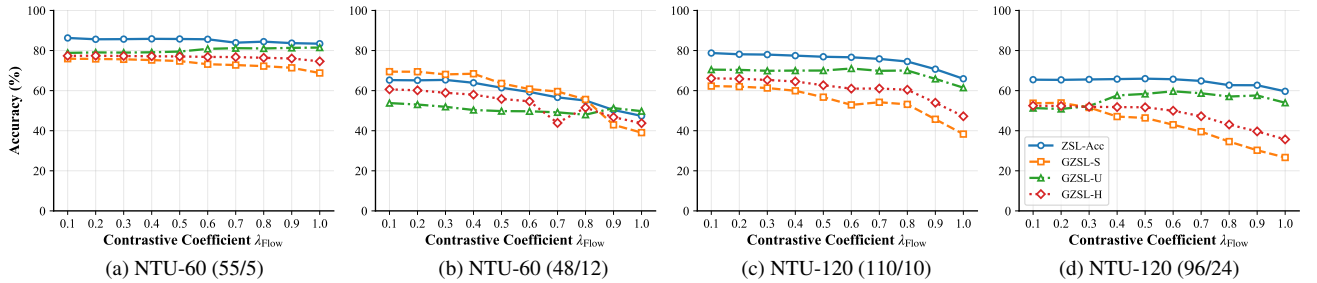 Accuracy (%)
100
80
60
40
20
0
0.1 0.2 0.3 0.4 0.5 0.6 0.7 0.8 0.9 1.0
Contrastive Coefficient λFlow
(a) NTU-60 (55/5)
100
80
60
40
20
0
0.1 0.2 0.3 0.4 0.5 0.6 0.7 0.8 0.9 1.0
Contrastive Coefficient λFlow
(b) NTU-60 (48/12)
100
80
60
40
20
0
0.1 0.2 0.3 0.4 0.5 0.6 0.7 0.8 0.9 1.0
Contrastive Coefficient λFlow
(c) NTU-120 (110/10)
100
80
60
40
20
0
ZSL-Acc
GZSL-S
GZSL-U
GZSL-H
0.1 0.2 0.3 0.4 0.5 0.6 0.7 0.8 0.9 1.0
Contrastive Coefficient λFlow
(d) NTU-120 (96/24)